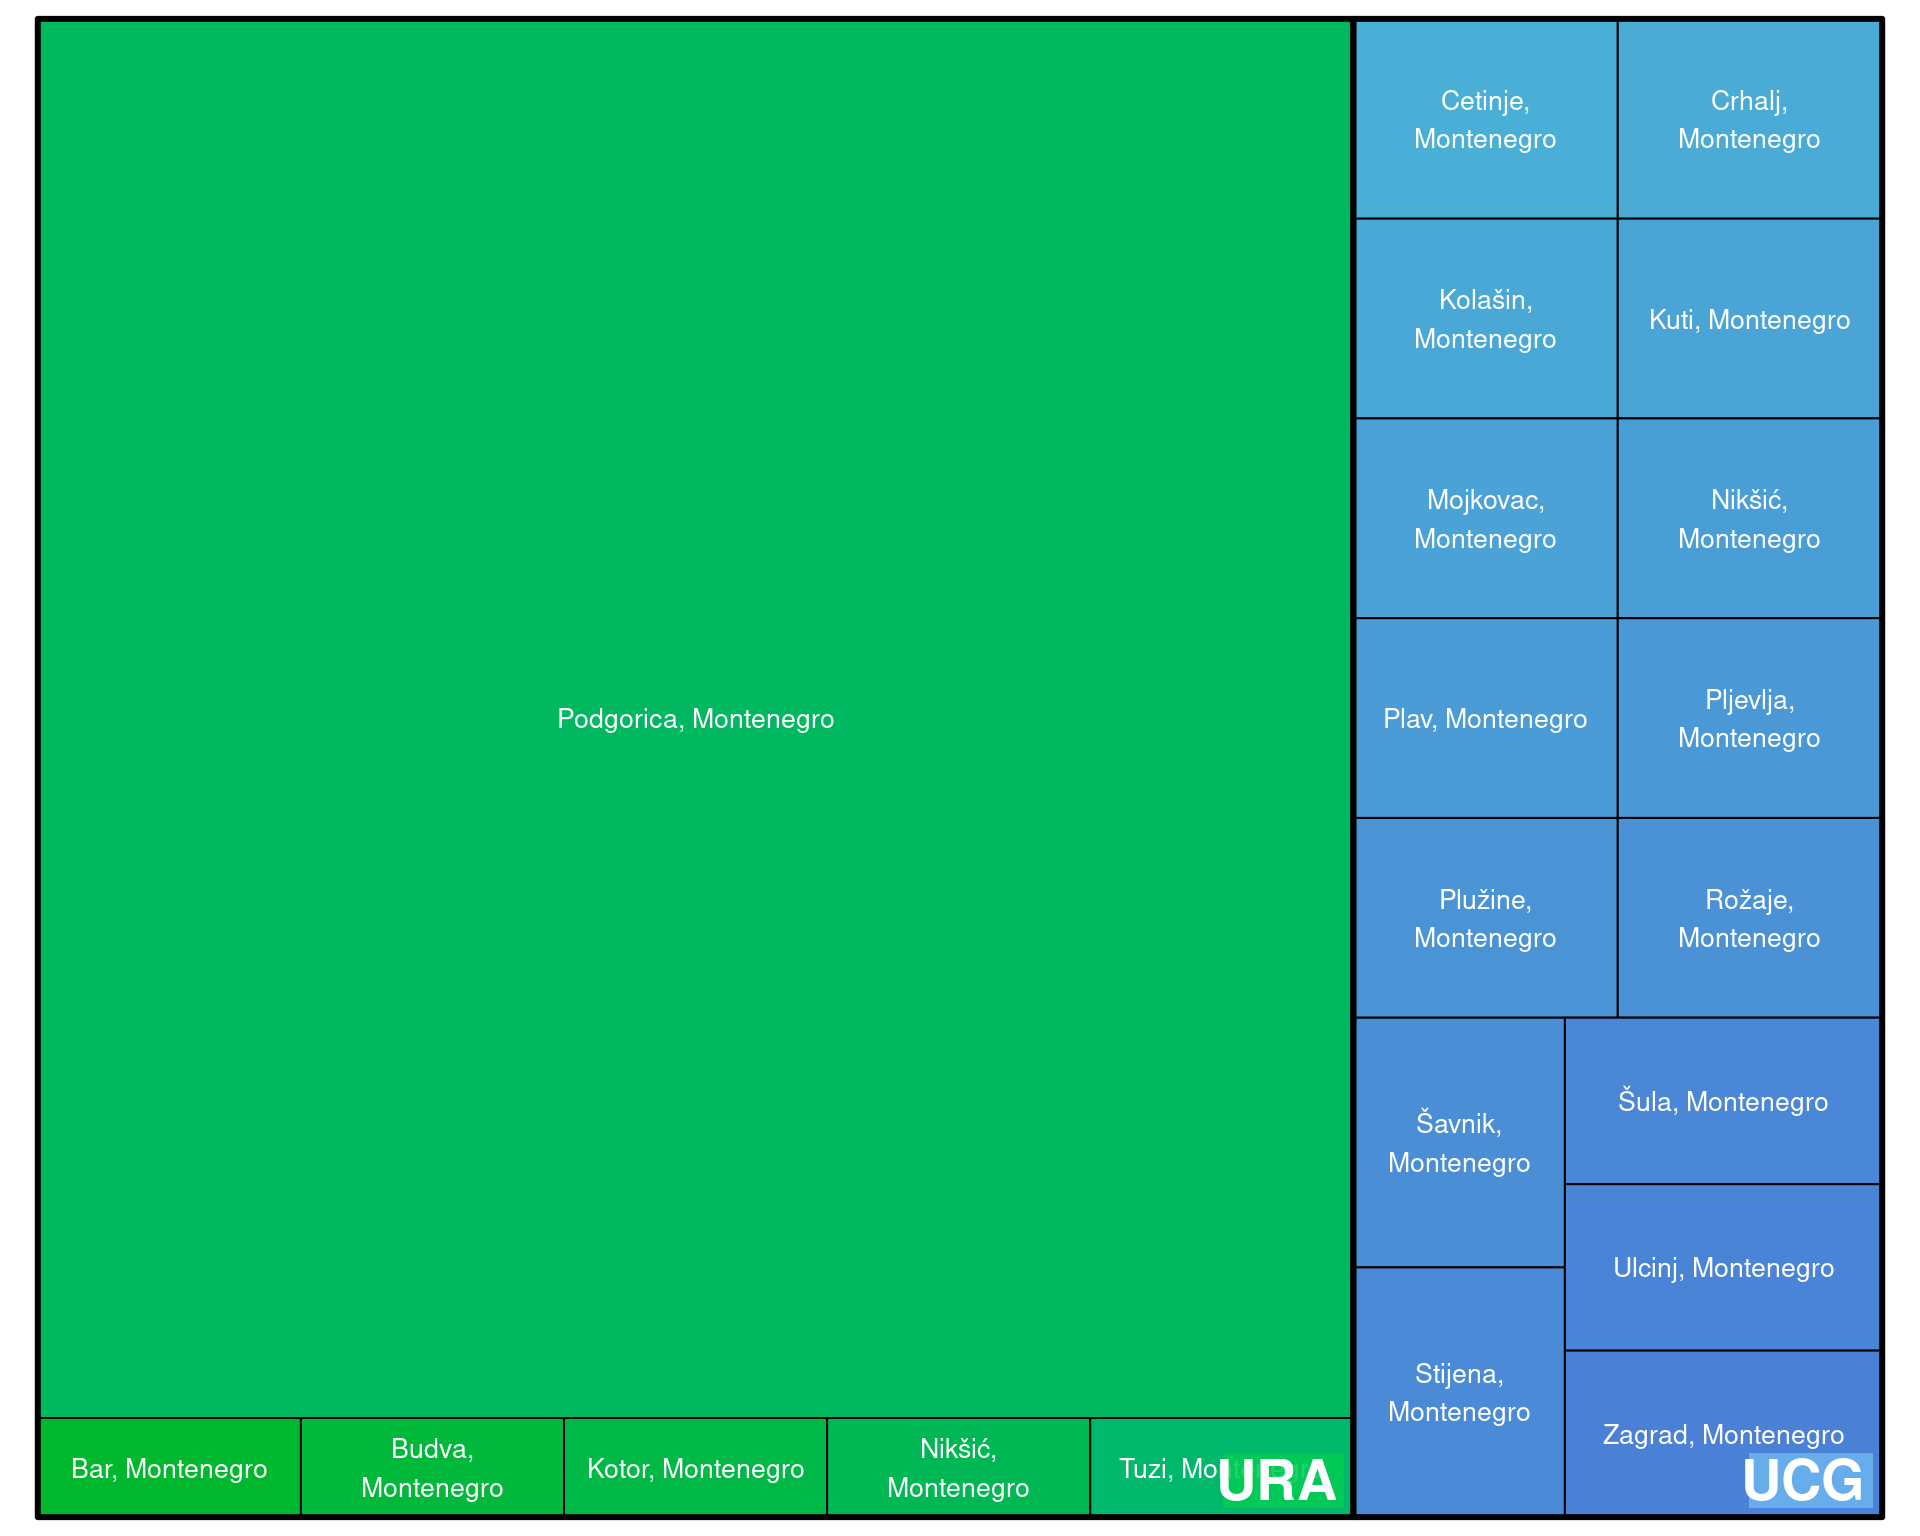 Podgorica, Montenegro
Bar, Montenegro
Budva,
Montenegro
Kotor, Montenegro
Nikšić,
Montenegro
Tuzi, Montenegro
URA
Cetinje,
Montenegro
Crhalj,
Montenegro
Kolašin,
Montenegro
Kuti, Montenegro
Mojkovac,
Montenegro
Nikšić,
Montenegro
Plav, Montenegro
Pljevlja,
Montenegro
Plužine,
Montenegro
Rožaje,
Montenegro
Šavnik,
Montenegro
Šula, Montenegro
Ulcinj, Montenegro
Stijena,
Montenegro
Zagrad, Montenegro
UCG